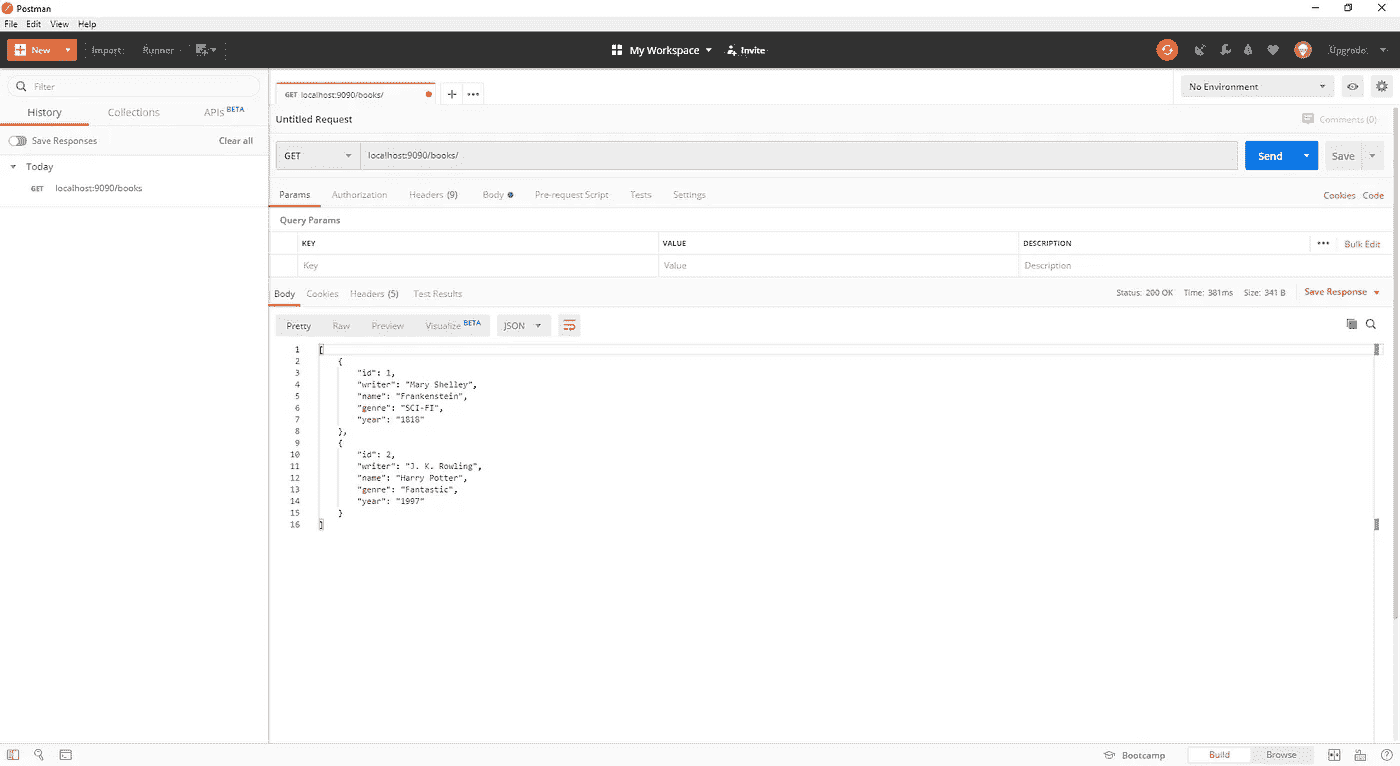 Postman
File Edit View Help
New Import Runner My Workspace Invite Upgrade
Filter
History Collections APIs BETA
Save Responses Clear all
Today
GET localhost:9090/books
GET localhost:9090/books/ No Environment
Untitled Request Comments (0)
GET localhost:9090/books/ Send Save
Params Authorization Headers (9) Body Pre-request Script Tests Settings Cookies Code
Query Params
KEY VALUE DESCRIPTION Bulk Edit
Key Value Description
Body Cookies Headers (5) Test Results Status: 200 OK Time: 381ms Size: 341 B Save Response
Pretty Raw Preview Visualize BETA JSON
1 [
2 {
3 "id": 1,
4 "writer": "Mary Shelley",
5 "name": "Frankenstein",
6 "genre": "SCI-FI",
7 "year": "1818"
8 },
9 {
10 "id": 2,
11 "writer": "J. K. Rowling",
12 "name": "Harry Potter",
13 "genre": "Fantastic",
14 "year": "1997"
15 }
16 ]
Bootcamp Build Browse